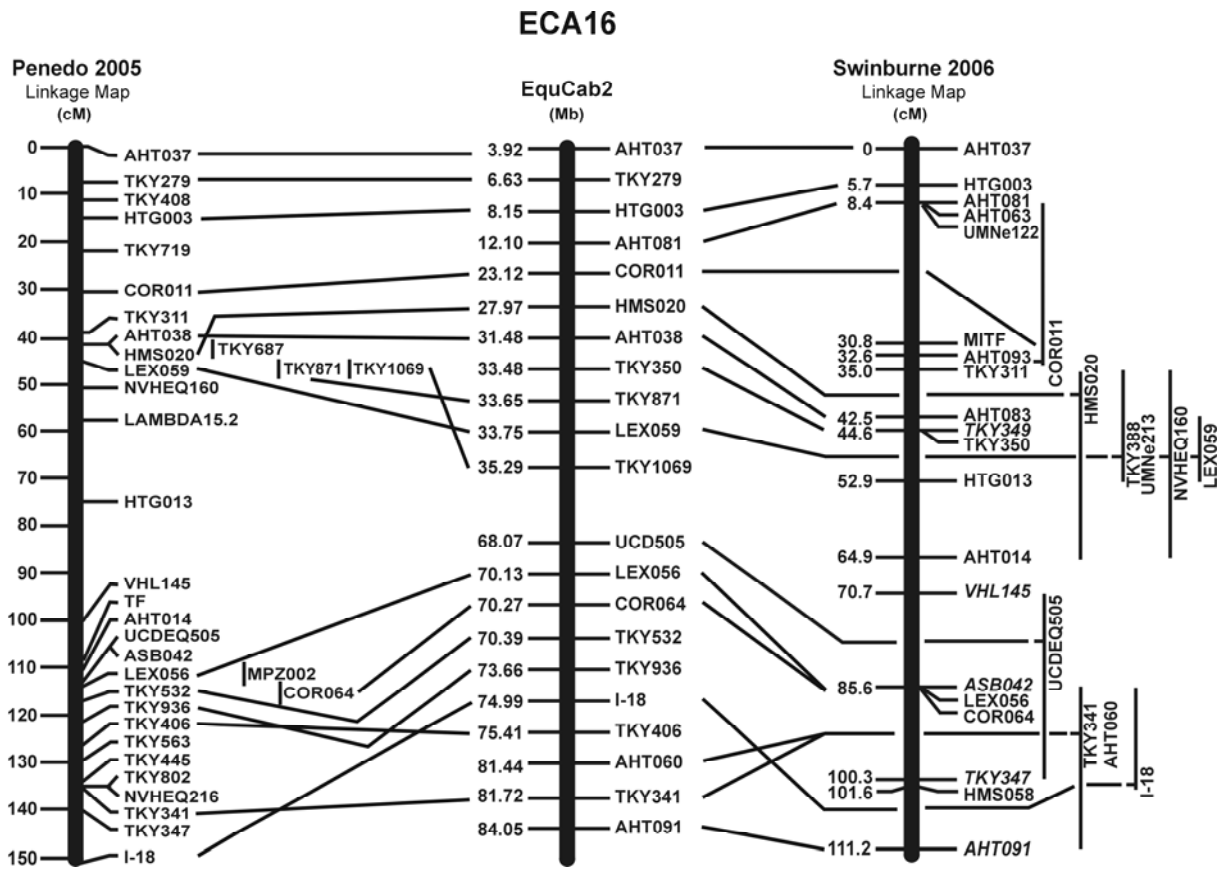 ECA16
Penedo 2005
Linkage Map
(cM)
0
10
20
30
40
50
60
70
80
90
100
110
120
130
140
150
AHT037
TKY279
TKY408
HTG003
TKY719
COR011
TKY311
AHT038
HMS020
LEX059
NVHEQ160
LAMBDA15.2
HTG013
VHL145
TF
AHT014
UCDEQ505
ASB042
LEX056
TKY532
TKY936
TKY406
TKY563
TKY445
TKY802
NVHEQ216
TKY341
TKY347
I-18
TKY687
TKY871
TKY1069
MPZ002
COR064
EquCab2
(Mb)
3.92 AHT037
6.63 TKY279
8.15 HTG003
12.10 AHT081
23.12 COR011
27.97 HMS020
31.48 AHT038
33.48 TKY350
33.65 TKY871
33.75 LEX059
35.29 TKY1069
68.07 UCD505
70.13 LEX056
70.27 COR064
70.39 TKY532
73.66 TKY936
74.99 I-18
75.41 TKY406
81.44 AHT060
81.72 TKY341
84.05 AHT091
Swinburne 2006
Linkage Map
(cM)
0 AHT037
5.7 HTG003
8.4 AHT081
AHT063
UMNe122
30.8 MITF
32.6 AHT093
35.0 TKY311
42.5 AHT083
44.6 TKY349
TKY350
52.9 HTG013
64.9 AHT014
70.7 VHL145
85.6 ASB042
LEX056
COR064
100.3 TKY347
101.6 HMS058
111.2 AHT091
COR011
HMS020
TKY388
UMNe213
NVHEQ160
LEX059
UCDEQ505
TKY341
AHT060
I-18